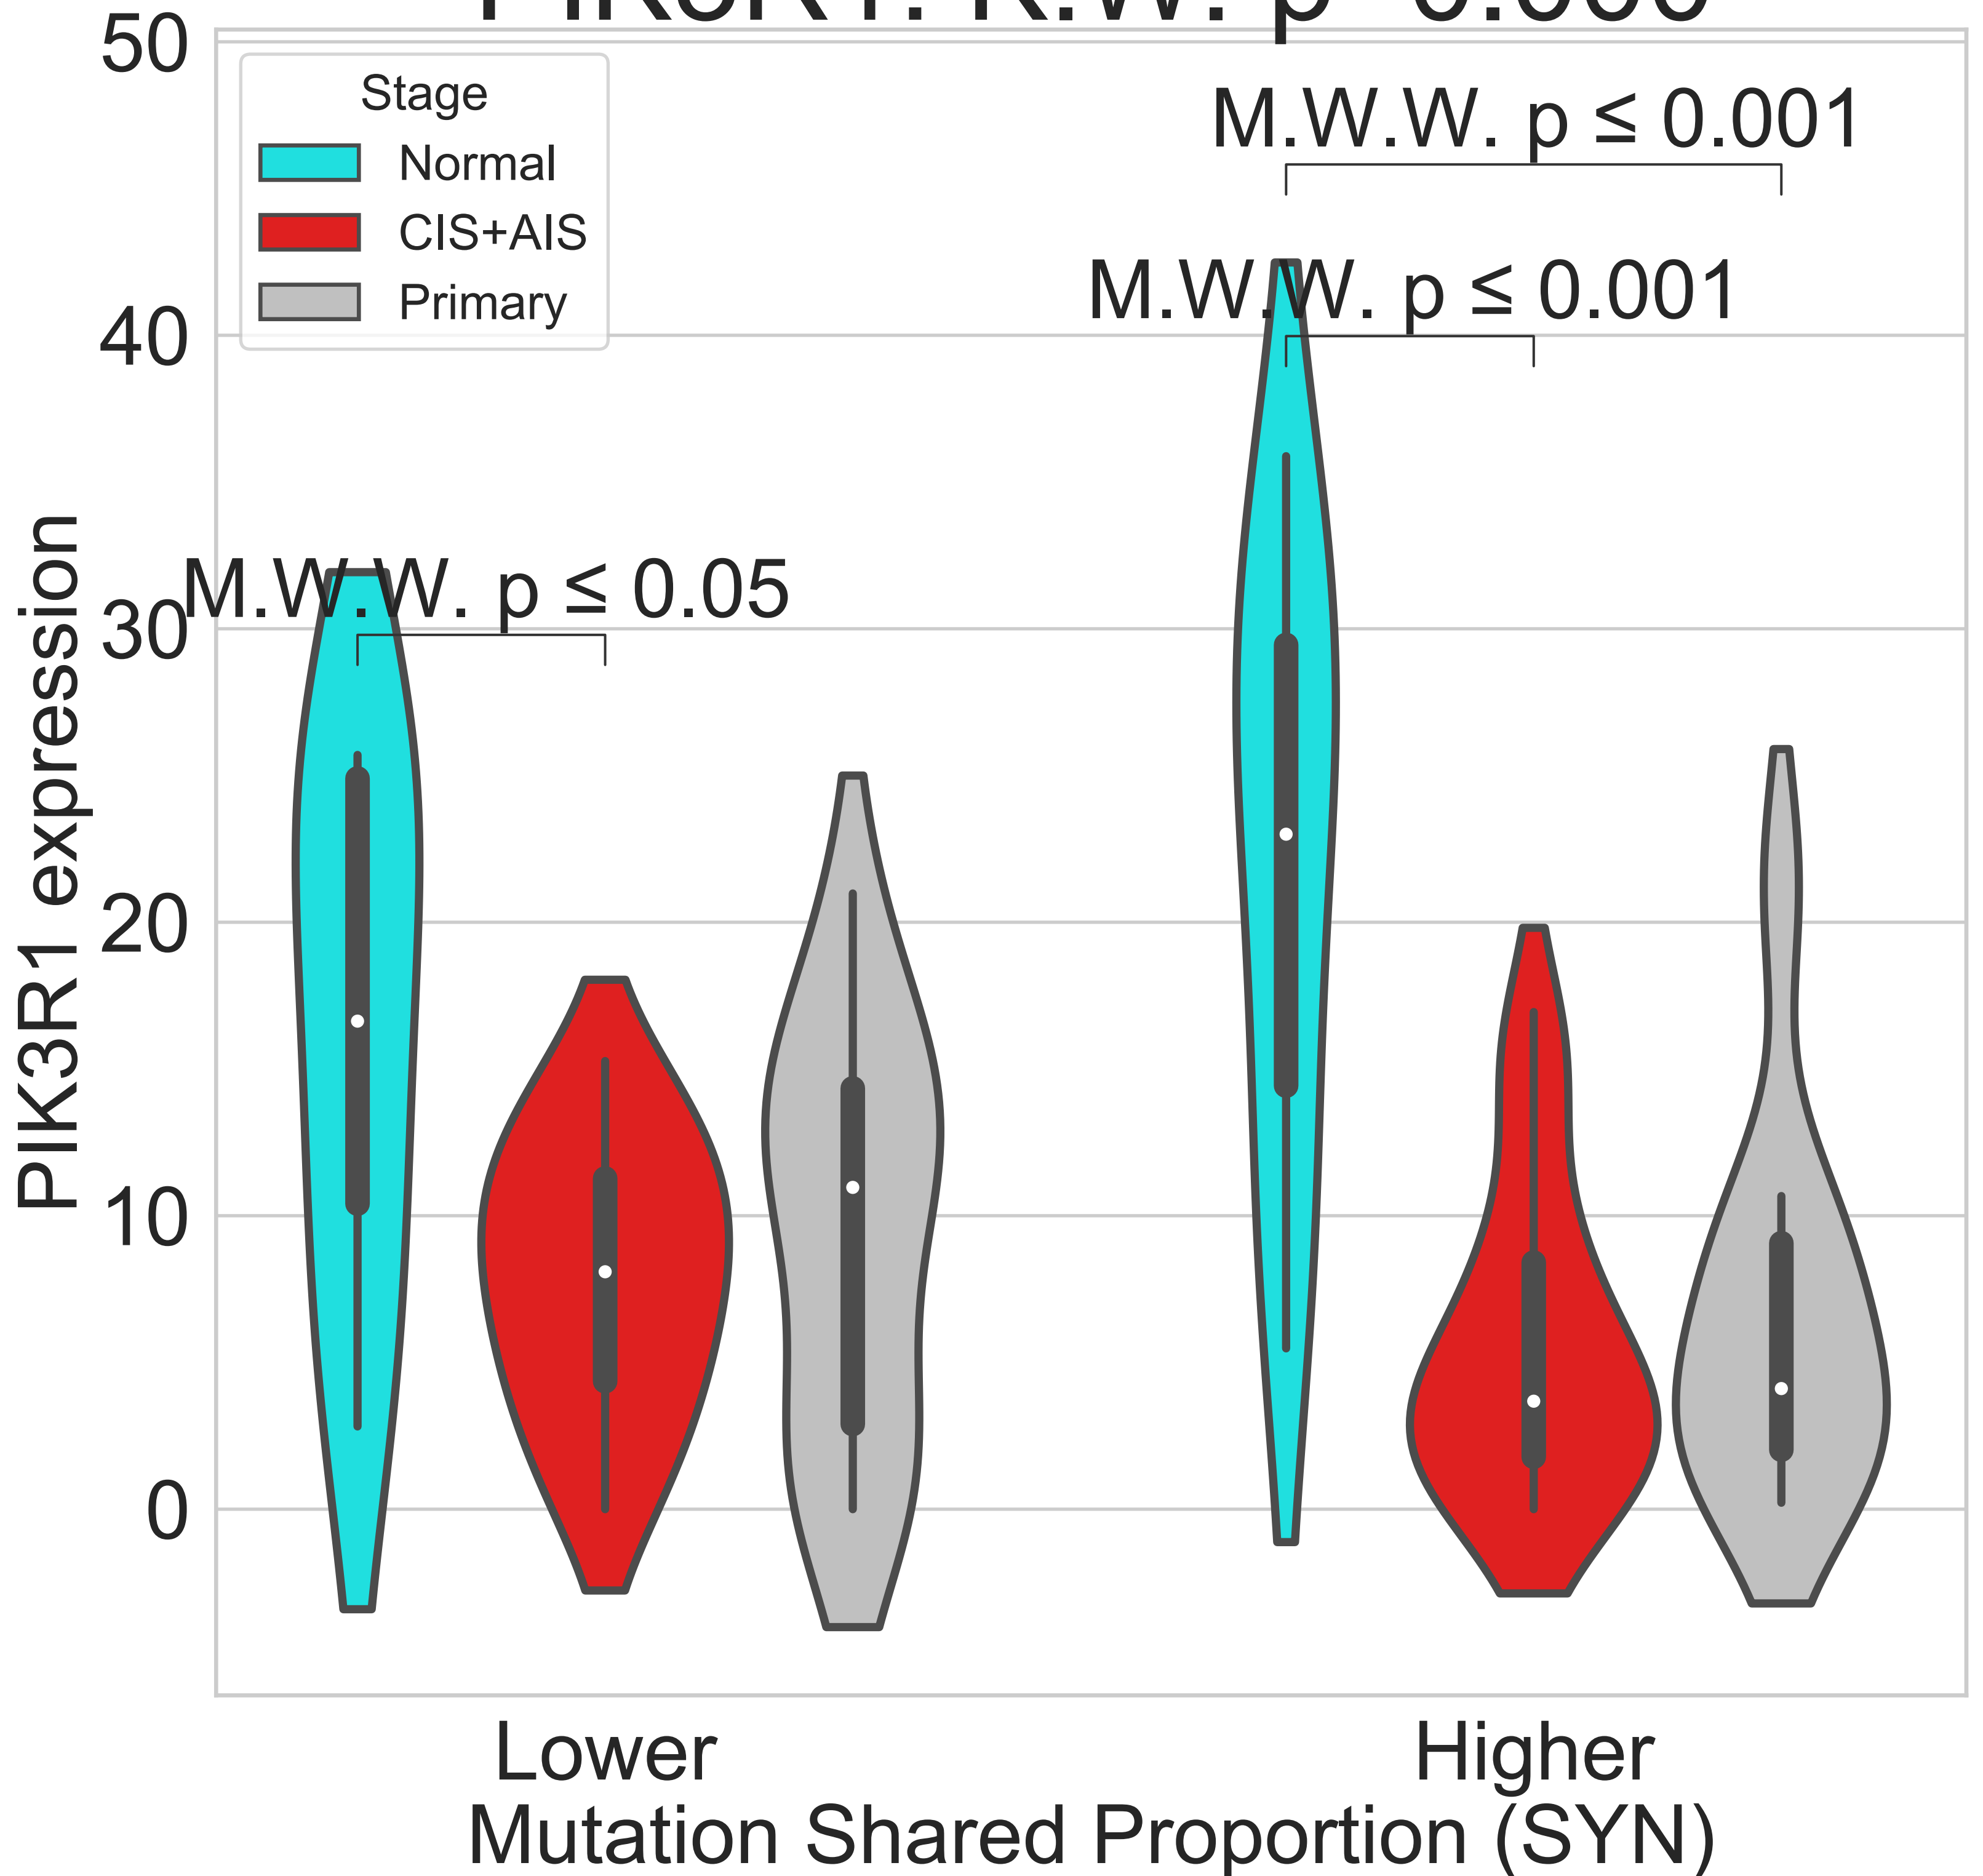 50
Stage
Normal
CIS+AIS
Primary
M.W.W. p ≤ 0.001
M.W.W. p ≤ 0.001
40
M.W.W. p ≤ 0.05
30
20
10
0
PIK3R1 expression
Lower
Higher
Mutation Shared Proportion (SYN)